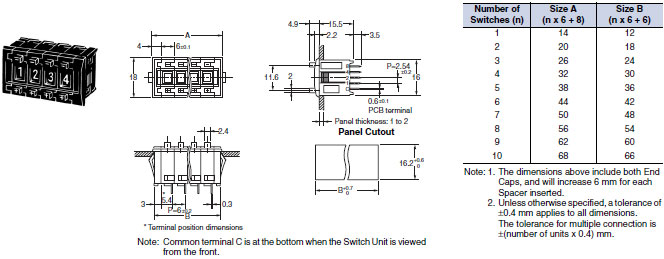 1 2 3 4
A
4
6±0.1
18
4.9
15.5
2.2
3.5
11.6
2
P=2.54
±0.2
16
C
0.6±0.1
PCB terminal
Panel thickness: 1 to 2
2.4
*
3
5.4
P=6±0.2
0.3
B
* Terminal position dimensions
Panel Cutout
16.2 +0.6 0
B +0.7 0
Note: Common terminal C is at the bottom when the Switch Unit is viewed
from the front.
Number of Switches (n) Size A (n x 6 + 8) Size B (n x 6 + 6)
1 14 12
2 20 18
3 26 24
4 32 30
5 38 36
6 44 42
7 50 48
8 56 54
9 62 60
10 68 66
Note: 1. The dimensions above include both End
Caps, and will increase 6 mm for each
Spacer inserted.
2. Unless otherwise specified, a tolerance of
±0.4 mm applies to all dimensions.
The tolerance for multiple connection is
±(number of units x 0.4) mm.